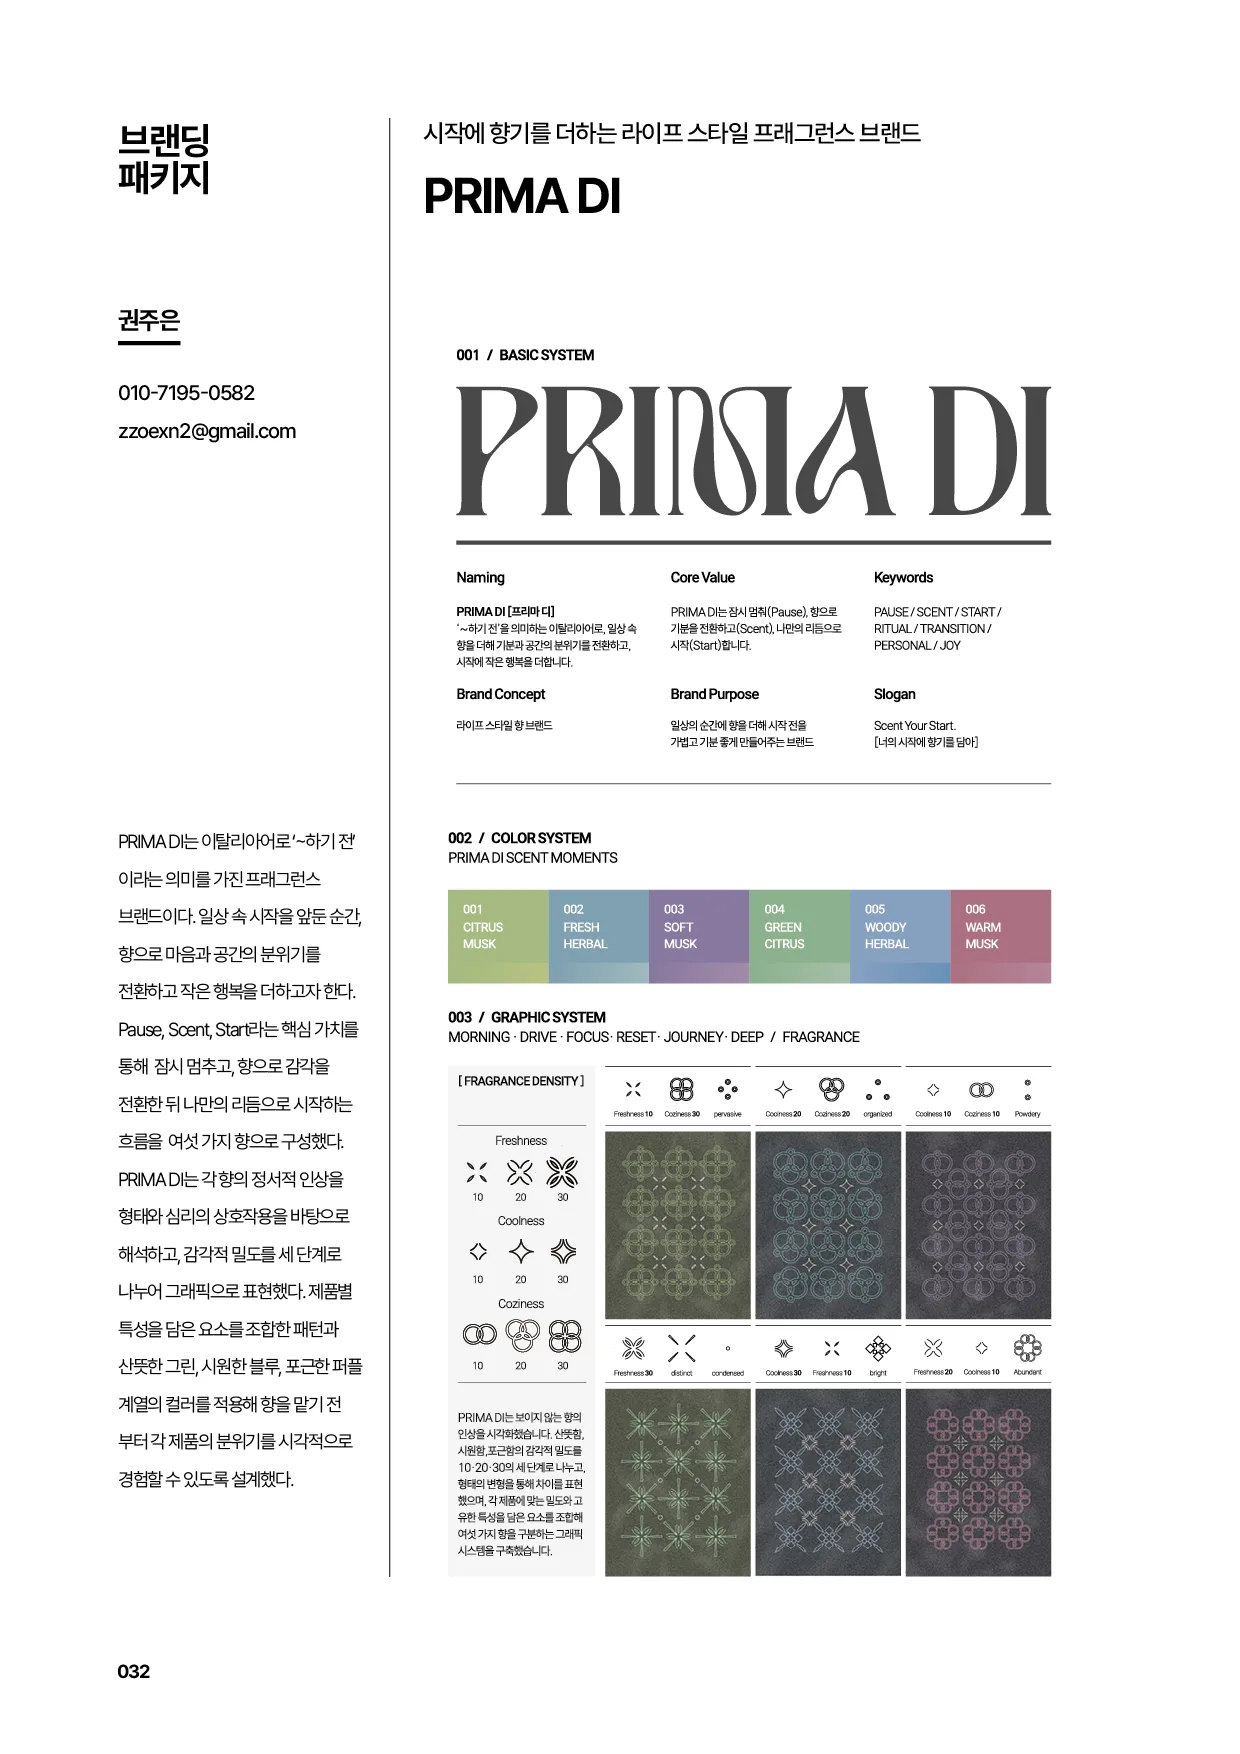 브랜딩
패키지
권주은
010-7195-0582
zzoexn2@gmail.com
PRIMA DI는 이탈리아어로 ‘~하기 전’
이라는 의미를 가진 프래그런스
브랜드이다. 일상 속 시작을 앞둔 순간,
향으로 마음과 공간의 분위기를
전환하고 작은 행복을 더하고자 한다.
Pause, Scent, Start라는 핵심 가치를
통해 잠시 멈추고, 향으로 감각을
전환한 뒤 나만의 리듬으로 시작하는
흐름을 여섯 가지 향으로 구성했다.
PRIMA DI는 각 향의 정서적 인상을
형태와 심리의 상호작용을 바탕으로
해석하고, 감각적 밀도를 세 단계로
나누어 그래픽으로 표현했다. 제품별
특성을 담은 요소를 조합한 패턴과
산뜻한 그린, 시원한 블루, 포근한 퍼플
계열의 컬러를 적용해 향을 맡기 전
부터 각 제품의 분위기를 시각적으로
경험할 수 있도록 설계했다.
032
시작에 향기를 더하는 라이프 스타일 프래그런스 브랜드
PRIMA DI
001 / BASIC SYSTEM
PRIMA DI
Naming
PRIMA DI [프리마 디]
‘~하기 전’을 의미하는 이탈리아어로, 일상 속
향을 더해 기분과 공간의 분위기를 전환하고,
시작에 작은 행복을 더합니다.
Core Value
PRIMA DI는 잠시 멈춰(Pause), 향으로
기분을 전환하고(Scent), 나만의 리듬으로
시작(Start)합니다.
Keywords
PAUSE / SCENT / START /
RITUAL / TRANSITION /
PERSONAL / JOY
Brand Concept
라이프 스타일 향 브랜드
Brand Purpose
일상의 순간에 향을 더해 시작 전을
가볍고 기분 좋게 만들어주는 브랜드
Slogan
Scent Your Start.
[너의 시작에 향기를 담아]
002 / COLOR SYSTEM
PRIMA DI SCENT MOMENTS
001
CITRUS
MUSK
002
FRESH
HERBAL
003
SOFT
MUSK
004
GREEN
CITRUS
005
WOODY
HERBAL
006
WARM
MUSK
003 / GRAPHIC SYSTEM
MORNING · DRIVE · FOCUS · RESET · JOURNEY · DEEP / FRAGRANCE
[ FRAGRANCE DENSITY ]
Freshness
10 20 30
Coolness
10 20 30
Coziness
10 20 30
PRIMA DI는 보이지 않는 향의
인상을 시각화했습니다. 산뜻함,
시원함,포근함의 감각적 밀도를
10·20·30의 세 단계로 나누고,
형태의 변형을 통해 차이를 표현
했으며, 각 제품에 맞는 밀도와 고
유한 특성을 담은 요소를 조합해
여섯 가지 향을 구분하는 그래픽
시스템을 구축했습니다.
Freshness 10 Coziness 30 pervasive
Coolness 20 Coziness 20 organized
Coolness 10 Coziness 10 Powdery
Freshness 30 distinct condensed
Coolness 30 Freshness 10 bright
Freshness 20 Coolness 10 Abundant